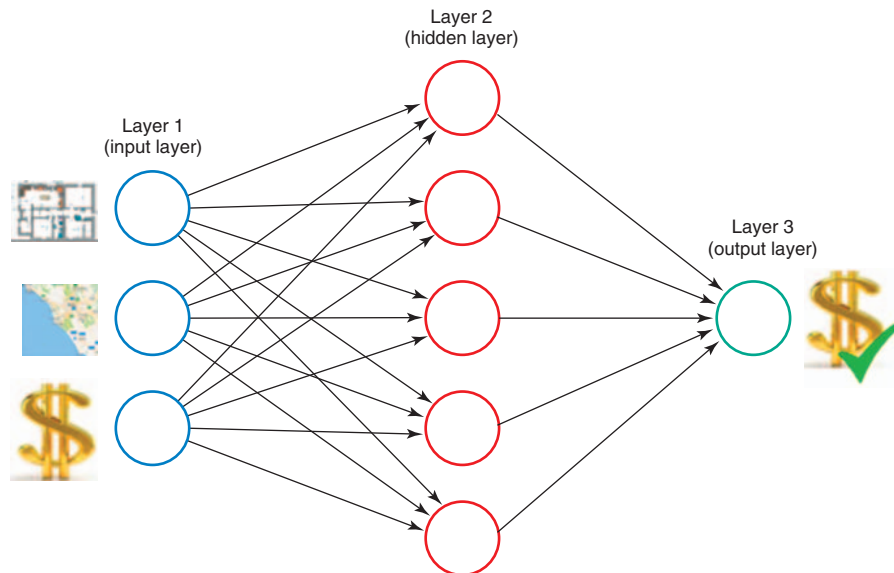 Layer 2
(hidden layer)
Layer 1
(input layer)
Layer 3
(output layer)